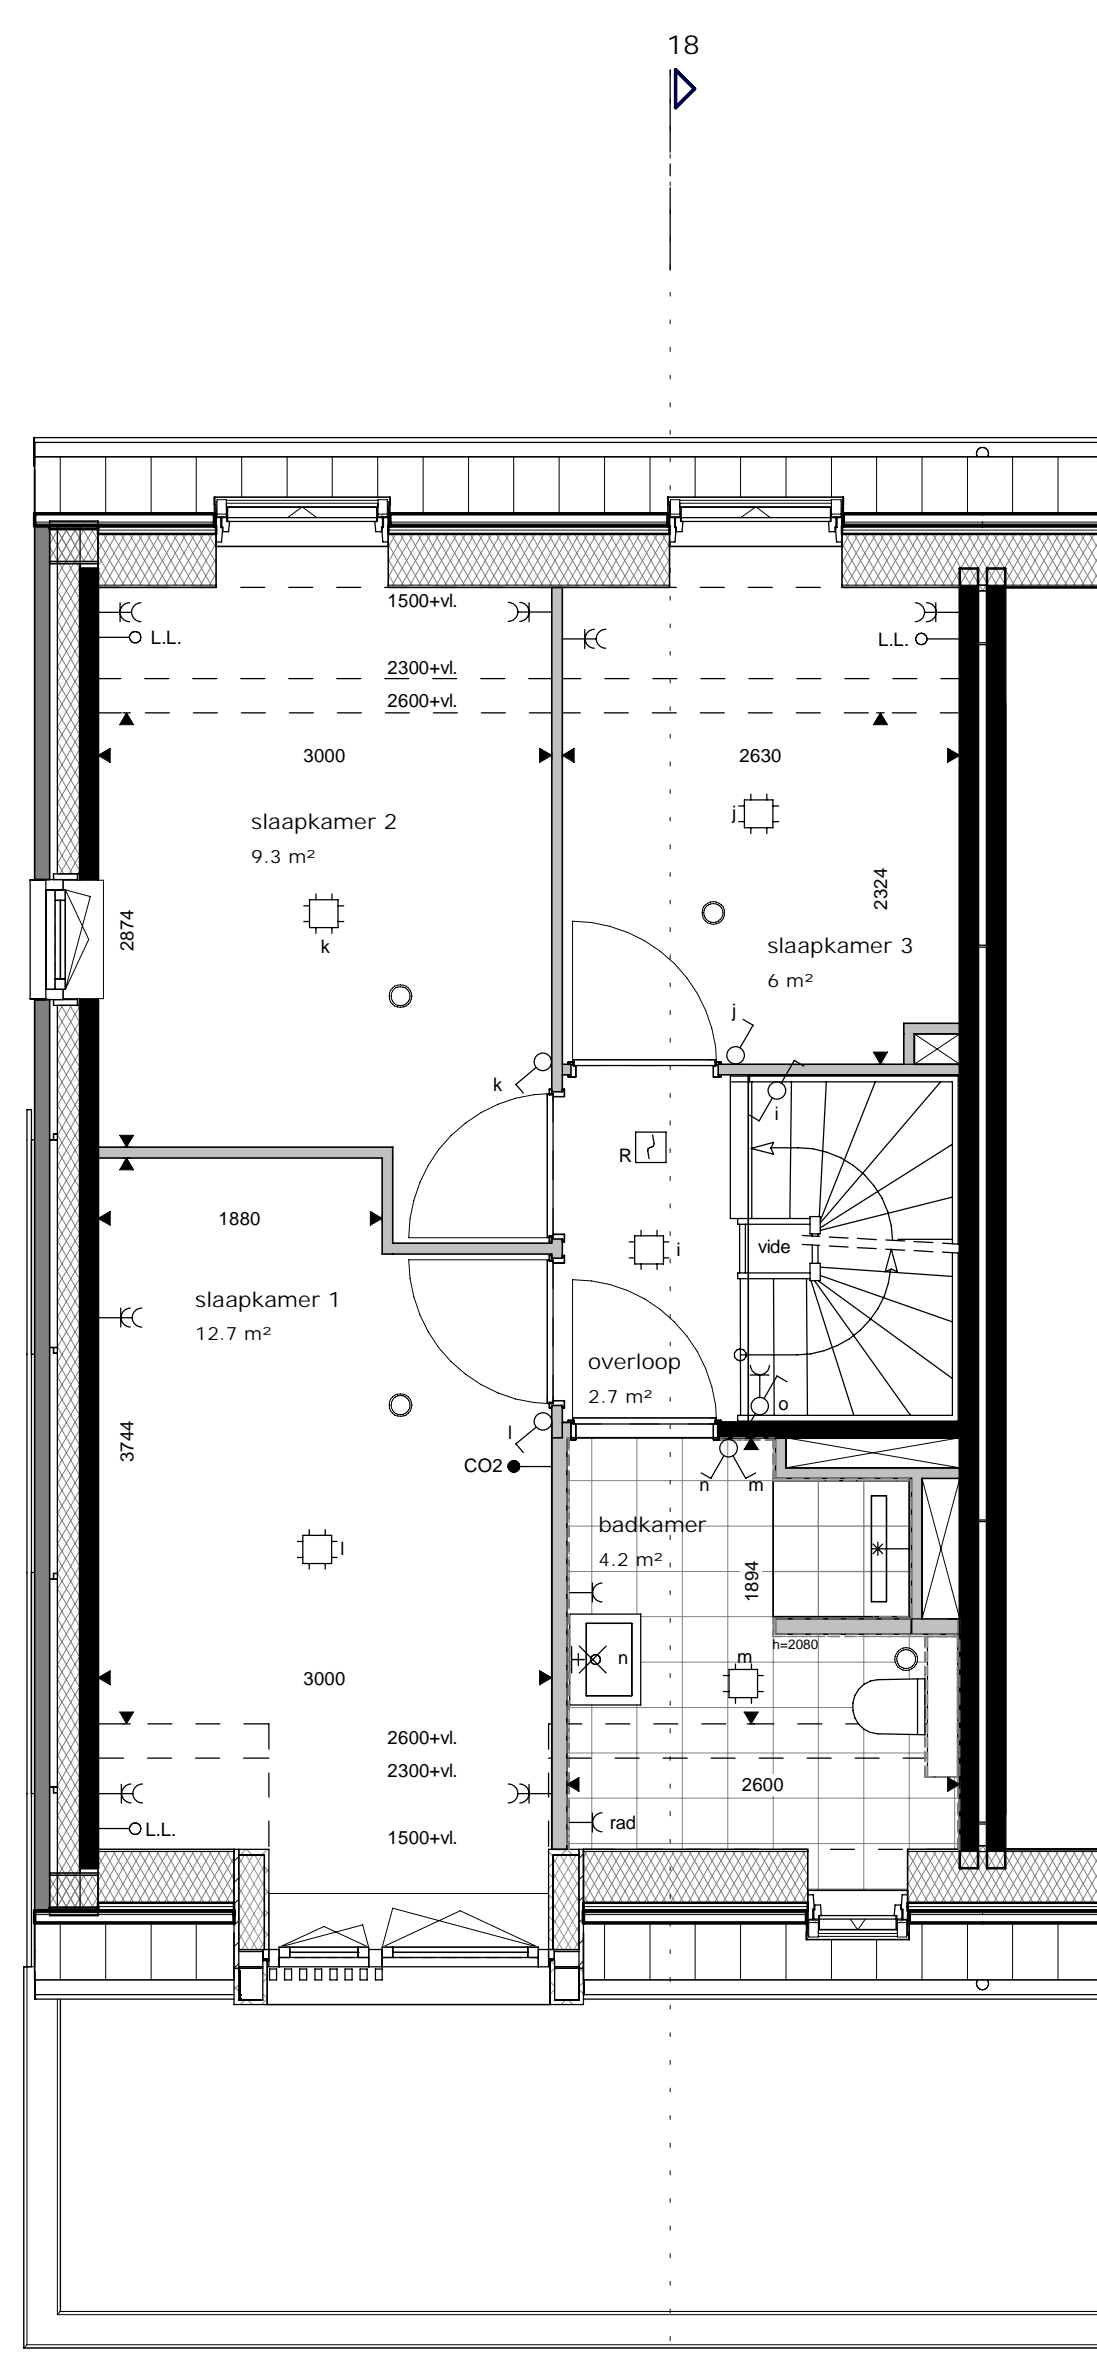 18
1500+vl.
L.L.
L.L.
2300+vl.
2600+vl.
3000
2630
j
slaapkamer 2
9.3 m²
2874
k
2324
slaapkamer 3
6 m²
j
k
i
R
1880
i
vide
slaapkamer 1
12.7 m²
overloop
2.7 m²
o
l
3744
CO2
n
m
badkamer
4.2 m²
l
1894
h=2080
n
m
3000
2600+vl.
2300+vl.
2600
rad
L.L.
1500+vl.